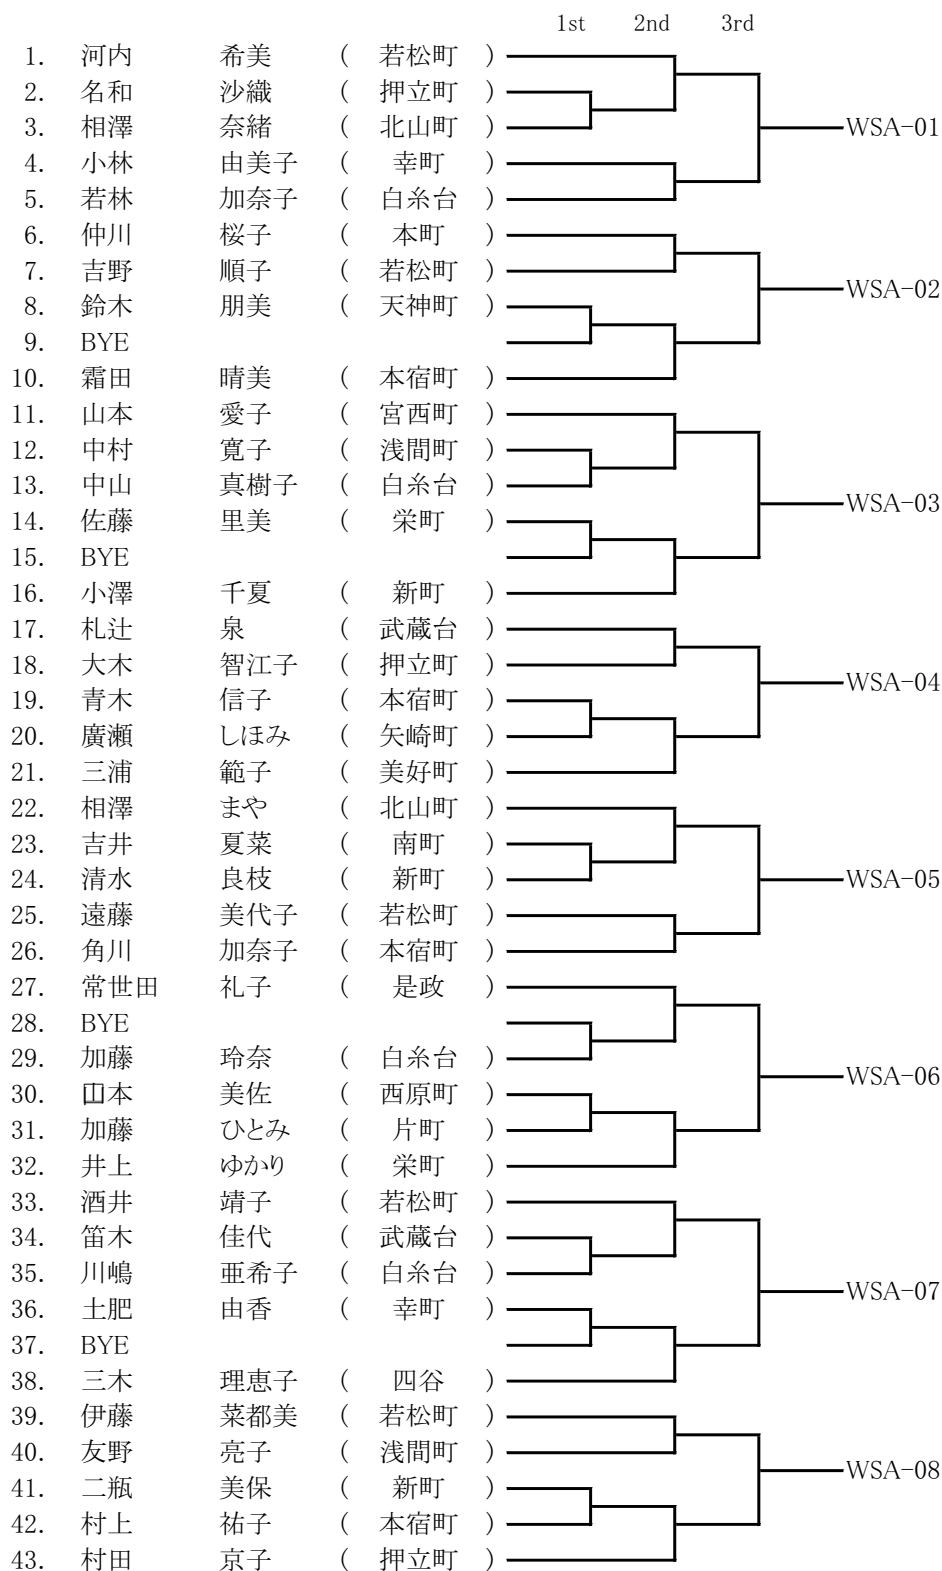 1st 2nd 3rd
1. 河内 希美 ( 若松町 )
2. 名和 沙織 ( 押立町 )
3. 相澤 奈緒 ( 北山町 )
WSA-01
4. 小林 由美子 ( 幸町 )
5. 若林 加奈子 ( 白糸台 )
6. 仲川 桜子 ( 本町 )
7. 吉野 順子 ( 若松町 )
WSA-02
8. 鈴木 朋美 ( 天神町 )
9. BYE
10. 霜田 晴美 ( 本宿町 )
11. 山本 愛子 ( 宮西町 )
12. 中村 寛子 ( 浅間町 )
13. 中山 真樹子 ( 白糸台 )
WSA-03
14. 佐藤 里美 ( 栄町 )
15. BYE
16. 小澤 千夏 ( 新町 )
17. 札辻 泉 ( 武蔵台 )
18. 大木 智江子 ( 押立町 )
WSA-04
19. 青木 信子 ( 本宿町 )
20. 廣瀬 しほみ ( 矢崎町 )
21. 三浦 範子 ( 美好町 )
22. 相澤 まや ( 北山町 )
23. 吉井 夏菜 ( 南町 )
24. 清水 良枝 ( 新町 )
WSA-05
25. 遠藤 美代子 ( 若松町 )
26. 角川 加奈子 ( 本宿町 )
27. 常世田 礼子 ( 是政 )
28. BYE
29. 加藤 玲奈 ( 白糸台 )
WSA-06
30. 山本 美佐 ( 西原町 )
31. 加藤 ひとみ ( 片町 )
32. 井上 ゆかり ( 栄町 )
33. 酒井 靖子 ( 若松町 )
34. 笛木 佳代 ( 武蔵台 )
35. 川嶋 亜希子 ( 白糸台 )
WSA-07
36. 土肥 由香 ( 幸町 )
37. BYE
38. 三木 理恵子 ( 四谷 )
39. 伊藤 菜都美 ( 若松町 )
40. 友野 亮子 ( 浅間町 )
WSA-08
41. 二瓶 美保 ( 新町 )
42. 村上 祐子 ( 本宿町 )
43. 村田 京子 ( 押立町 )